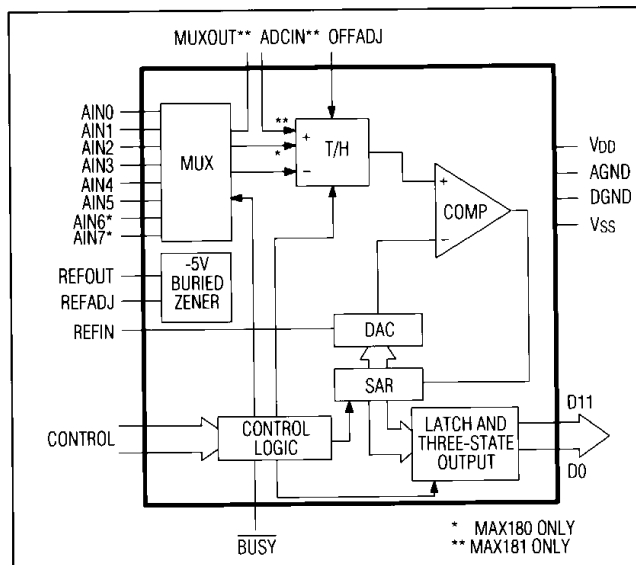 MUXOUT** ADCIN** OFFADJ
AIN0
AIN1
AIN2
AIN3
AIN4
AIN5
AIN6*
AIN7*
MUX
**
+
*
−
T/H
+
−
COMP
VDD
AGND
DGND
VSS
REFOUT
REFADJ
-5V
BURIED
ZENER
REFIN
DAC
SAR
CONTROL
CONTROL
LOGIC
LATCH AND
THREE-STATE
OUTPUT
D11
D0
BUSY
* MAX180 ONLY
** MAX181 ONLY